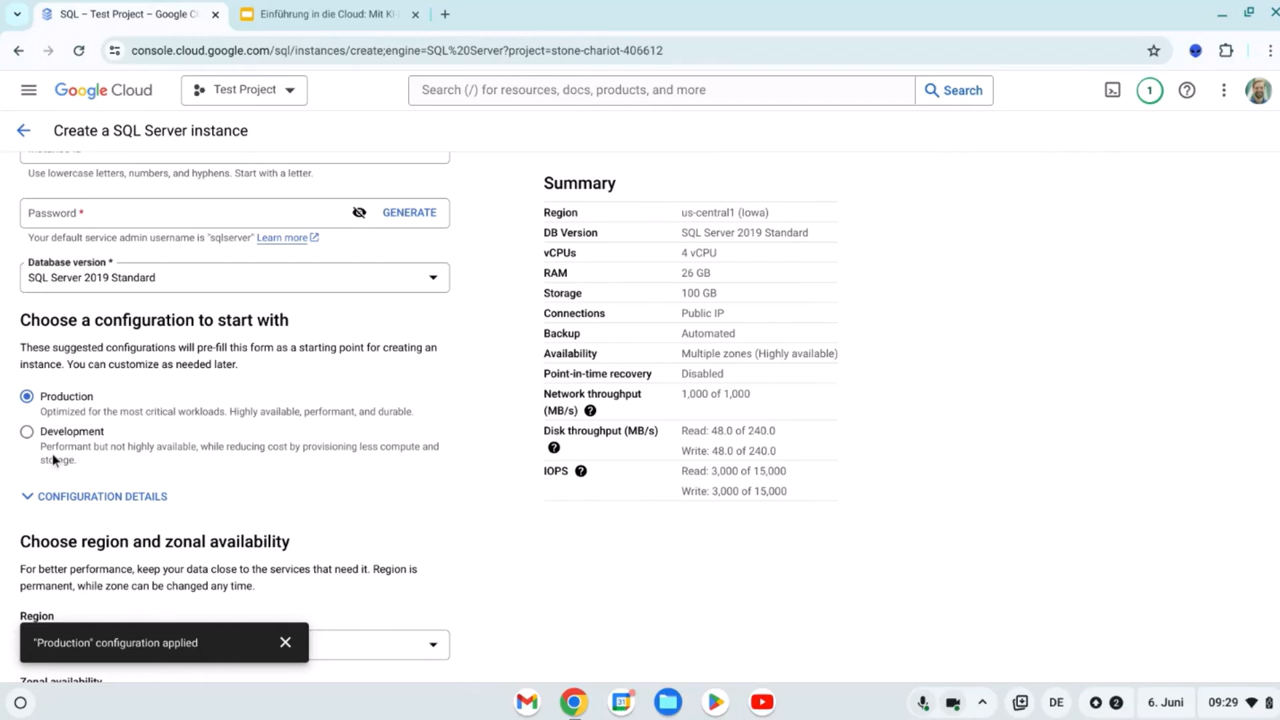 SQL – Test Project – Google C
Einführung in die Cloud: Mit KI
console.cloud.google.com/sql/instances/create;engine=SQL%20Server?project=stone-chariot-406612
Google Cloud
Test Project
Search (/) for resources, docs, products, and more
Search
1
Create a SQL Server instance
Use lowercase letters, numbers, and hyphens. Start with a letter.
Password *
GENERATE
Your default service admin username is "sqlserver" Learn more
Database version *
SQL Server 2019 Standard
Choose a configuration to start with
These suggested configurations will pre-fill this form as a starting point for creating an
instance. You can customize as needed later.
Production
Optimized for the most critical workloads. Highly available, performant, and durable.
Development
Performant but not highly available, while reducing cost by provisioning less compute and
storage.
CONFIGURATION DETAILS
Choose region and zonal availability
For better performance, keep your data close to the services that need it. Region is
permanent, while zone can be changed any time.
Region
"Production" configuration applied
Zonal availability
Summary
Region us-central1 (Iowa)
DB Version SQL Server 2019 Standard
vCPUs 4 vCPU
RAM 26 GB
Storage 100 GB
Connections Public IP
Backup Automated
Availability Multiple zones (Highly available)
Point-in-time recovery Disabled
Network throughput 1,000 of 1,000
(MB/s)
Disk throughput (MB/s) Read: 48.0 of 240.0
Write: 48.0 of 240.0
IOPS Read: 3,000 of 15,000
Write: 3,000 of 15,000
31
DE
2
6. Juni
09:29